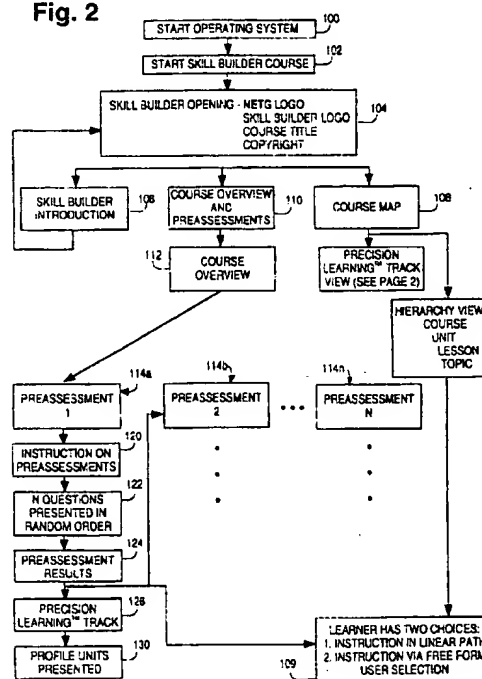 Fig. 2
START OPERATING SYSTEM
100
START SKILL BUILDER COURSE
102
SKILL BUILDER OPENING - NETG LOGO
SKILL BUILDER LOGO
COURSE TITLE
COPYRIGHT
104
SKILL BUILDER
INTRODUCTION
106
COURSE OVERVIEW
AND
PREASSESSMENTS
110
COURSE MAP
108
112
COURSE
OVERVIEW
PRECISION
LEARNING™ TRACK
VIEW (SEE PAGE 2)
HIERARCHY VIEW
COURSE
UNIT
LESSON
TOPIC
114a
PREASSESSMENT
1
114b
PREASSESSMENT
2
114n
PREASSESSMENT
N
INSTRUCTION ON
PREASSESSMENTS
120
N QUESTIONS
PRESENTED IN
RANDOM ORDER
122
PREASSESSMENT
RESULTS
124
PRECISION
LEARNING™ TRACK
126
PROFILE UNITS
PRESENTED
130
LEARNER HAS TWO CHOICES:
1. INSTRUCTION IN LINEAR PATH
2. INSTRUCTION VIA FREE FORM
USER SELECTION
109